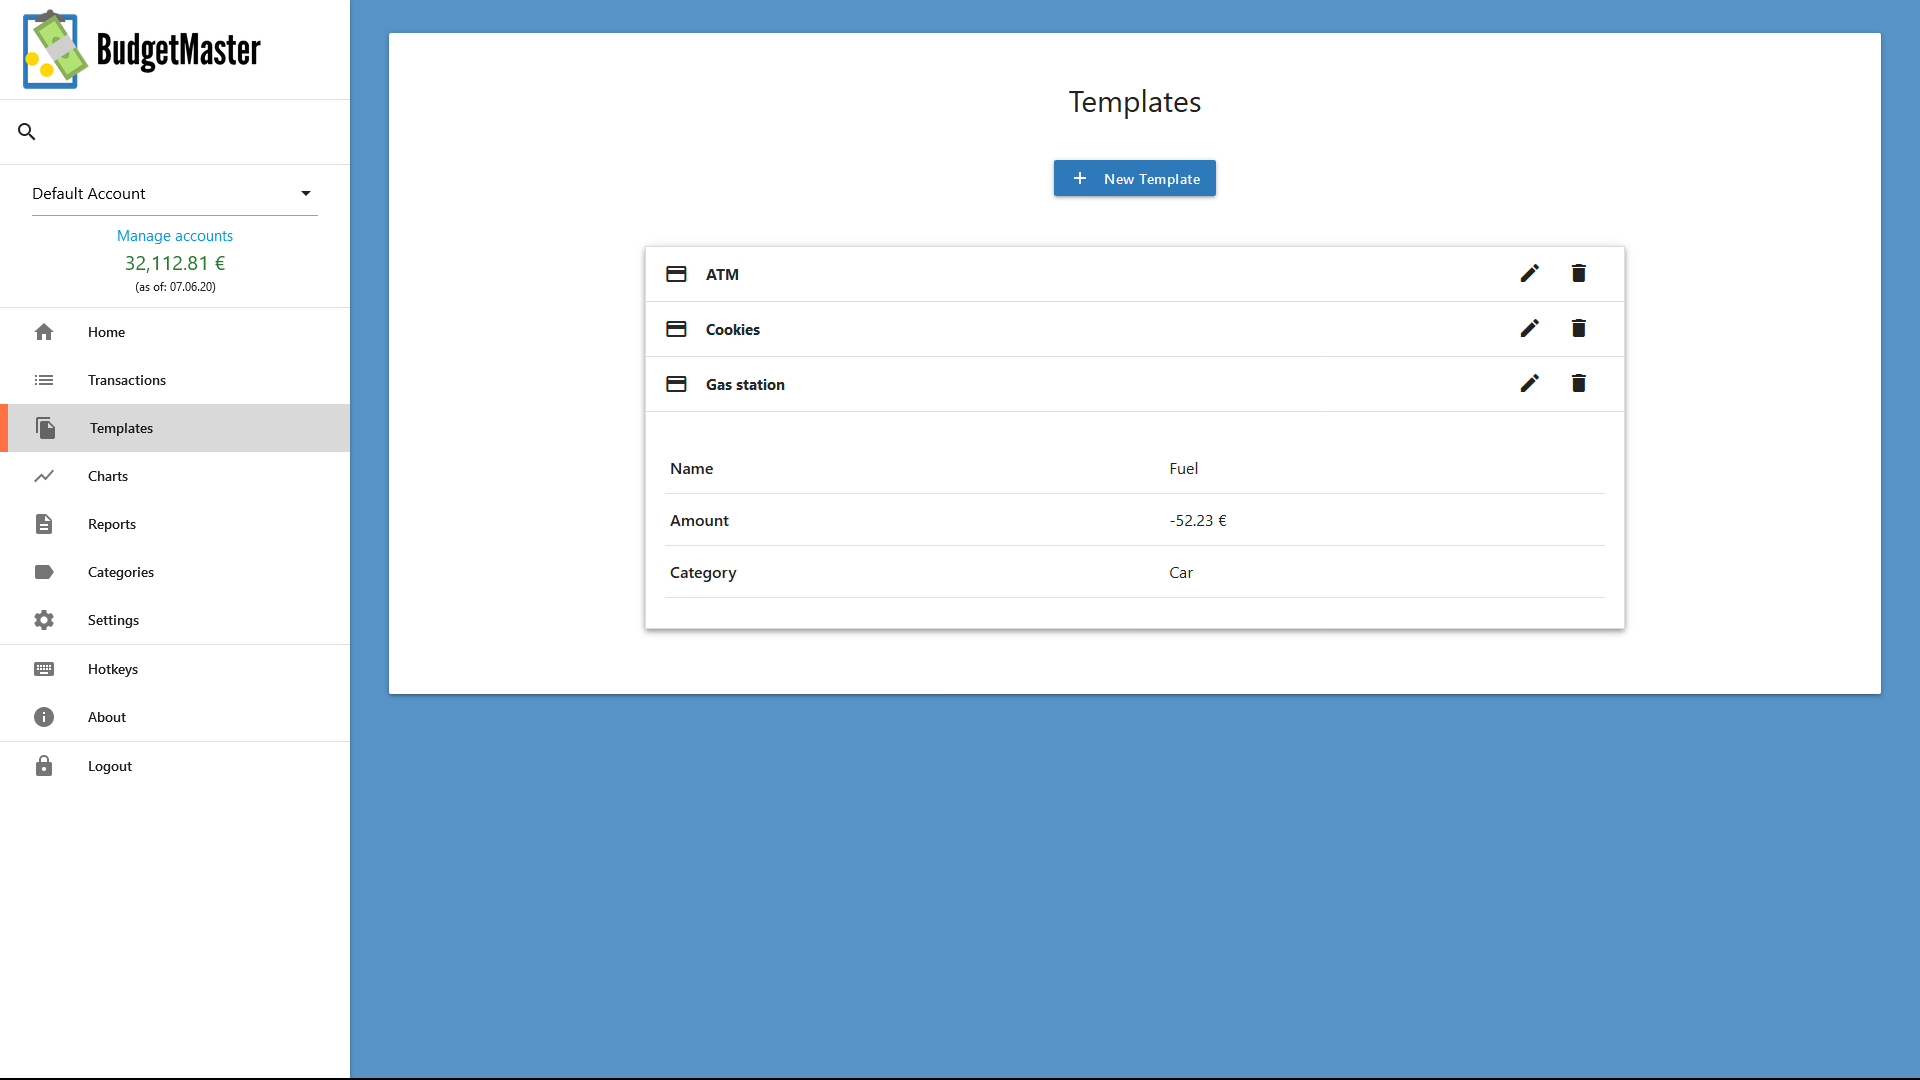 BudgetMaster
Default Account
Manage accounts
32,112.81 €
(as of: 07.06.20)
Home
Transactions
Templates
Charts
Reports
Categories
Settings
Hotkeys
About
Logout
Templates
New Template
ATM
Cookies
Gas station
Name Fuel
Amount -52.23 €
Category Car